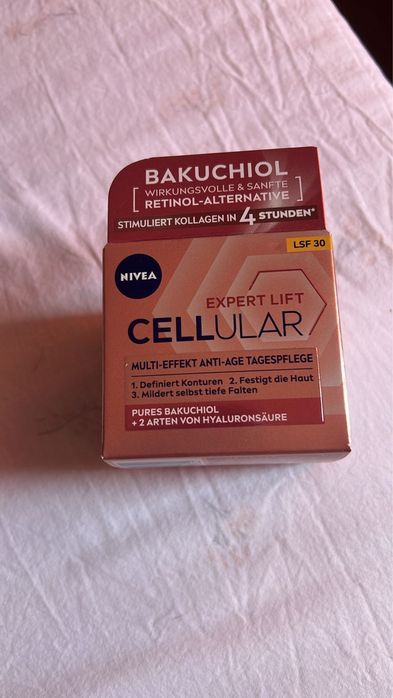 BAKUCHIOL
WIRKUNGSVOLLE & SANFTE
RETINOL-ALTERNATIVE
STIMULIERT KOLLAGEN IN 4 STUNDEN*
LSF 30
NIVEA
EXPERT LIFT
CELLULAR
MULTI-EFFEKT ANTI-AGE TAGESPFLEGE
1. Definiert Konturen 2. Festigt die Haut
3. Mildert selbst tiefe Falten
PURES BAKUCHIOL
+ 2 ARTEN VON HYALURONSÄURE